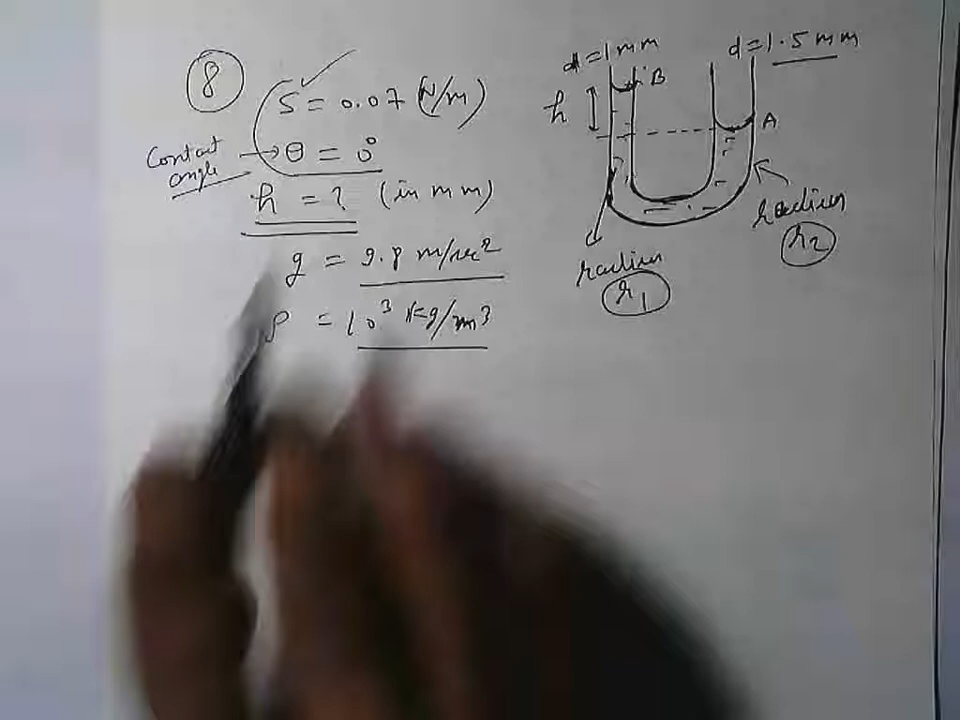 8
S = 0.07 (N/m)
Contact angle → θ = 0°
h = ? (in mm)
g = 9.8 m/sec²
ρ = 10³ Kg/m³
d = 1 mm
d = 1.5 mm
B
h
A
radius
r₁
radius
r₂